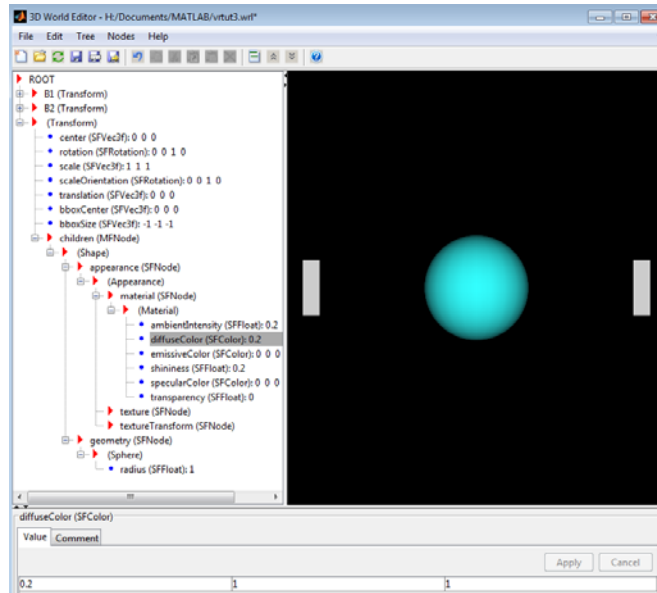 3D World Editor - H:/Documents/MATLAB/vrtut3.wrl*
File Edit Tree Nodes Help
ROOT
B1 (Transform)
B2 (Transform)
(Transform)
center (SFVec3f): 0 0 0
rotation (SFRotation): 0 0 1 0
scale (SFVec3f): 1 1 1
scaleOrientation (SFRotation): 0 0 1 0
translation (SFVec3f): 0 0 0
bboxCenter (SFVec3f): 0 0 0
bboxSize (SFVec3f): -1 -1 -1
children (MFNode)
(Shape)
appearance (SFNode)
(Appearance)
material (SFNode)
(Material)
ambientIntensity (SFFloat): 0.2
diffuseColor (SFColor): 0.2
emissiveColor (SFColor): 0 0 0
shininess (SFFloat): 0.2
specularColor (SFColor): 0 0 0
transparency (SFFloat): 0
texture (SFNode)
textureTransform (SFNode)
geometry (SFNode)
(Sphere)
radius (SFFloat): 1
diffuseColor (SFColor)
Value Comment
Apply Cancel
0.2 1 1